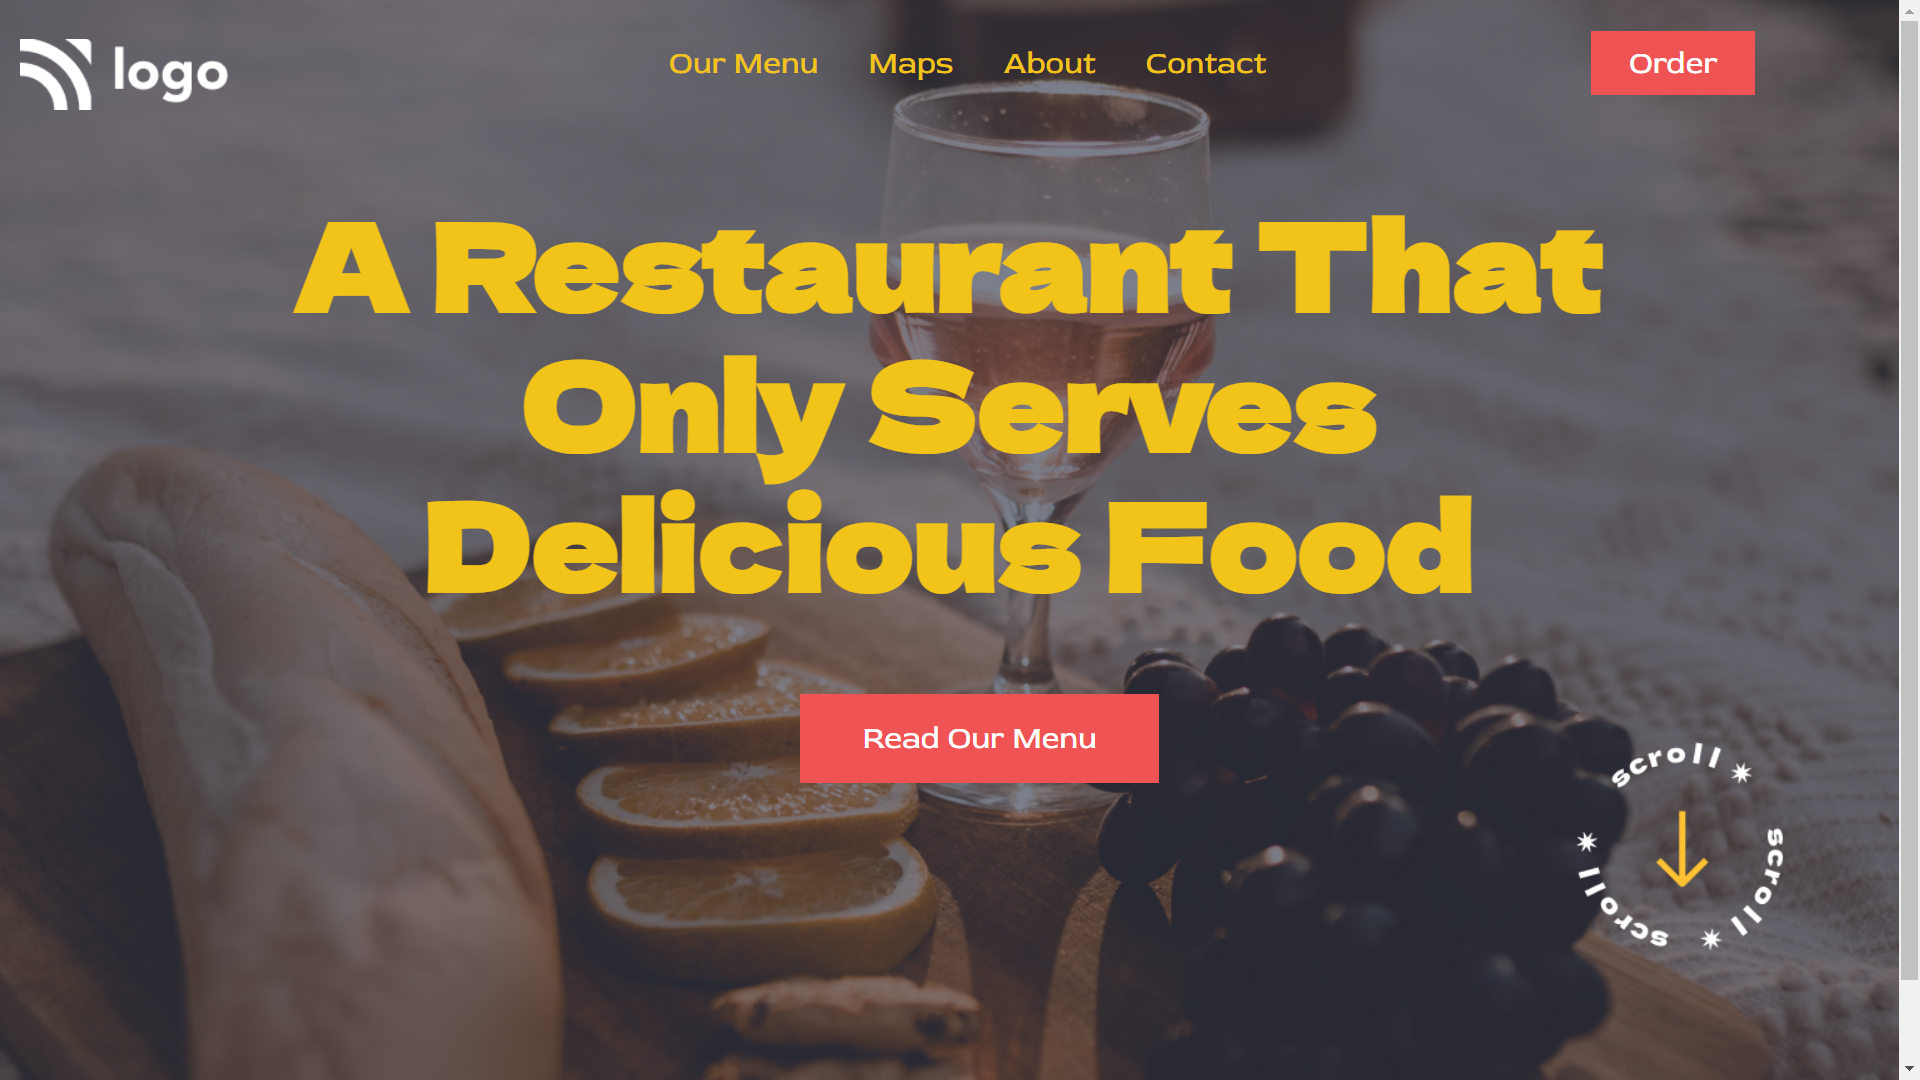 logo
Our Menu Maps About Contact
Order
A Restaurant That
Only Serves
Delicious Food
Read Our Menu
scroll * scroll * scroll *